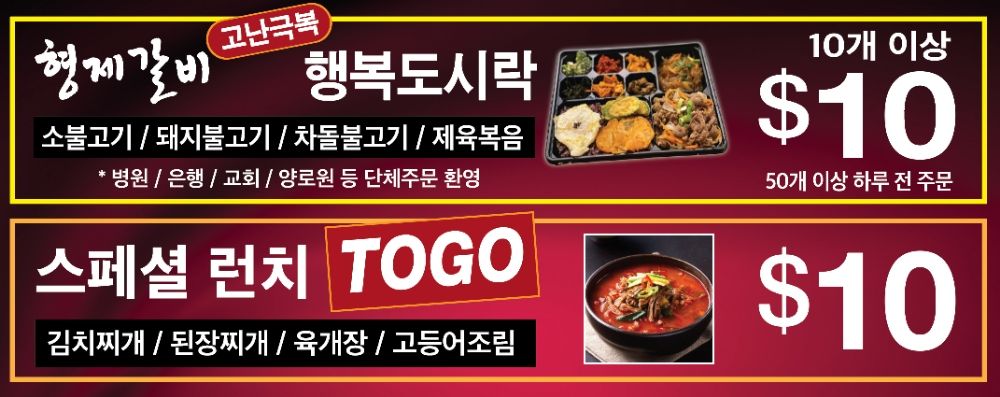 형제갈비
고난극복
행복도시락
소불고기 / 돼지불고기 / 차돌불고기 / 제육볶음
* 병원 / 은행 / 교회 / 양로원 등 단체주문 환영
10개 이상
$10
50개 이상 하루 전 주문
스페셜 런치
TOGO
김치찌개 / 된장찌개 / 육개장 / 고등어조림
$10